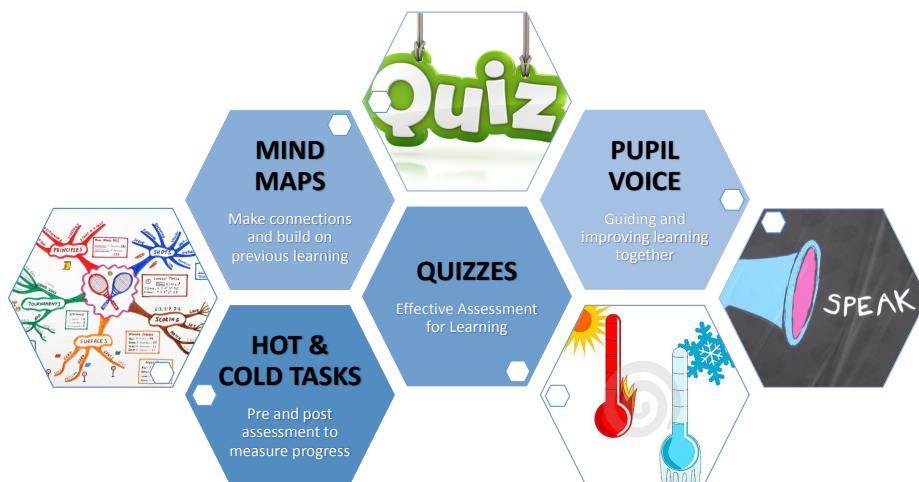 Quiz
MIND
MAPS
Make connections
and build on
previous learning
PUPIL
VOICE
Guiding and
improving learning
together
PRINCIPLES
SHOTS
TOURNAMENTS
SCORING
SURFACES
QUIZZES
Effective Assessment
for Learning
SPEAK
HOT &
COLD TASKS
Pre and post
assessment to
measure progress